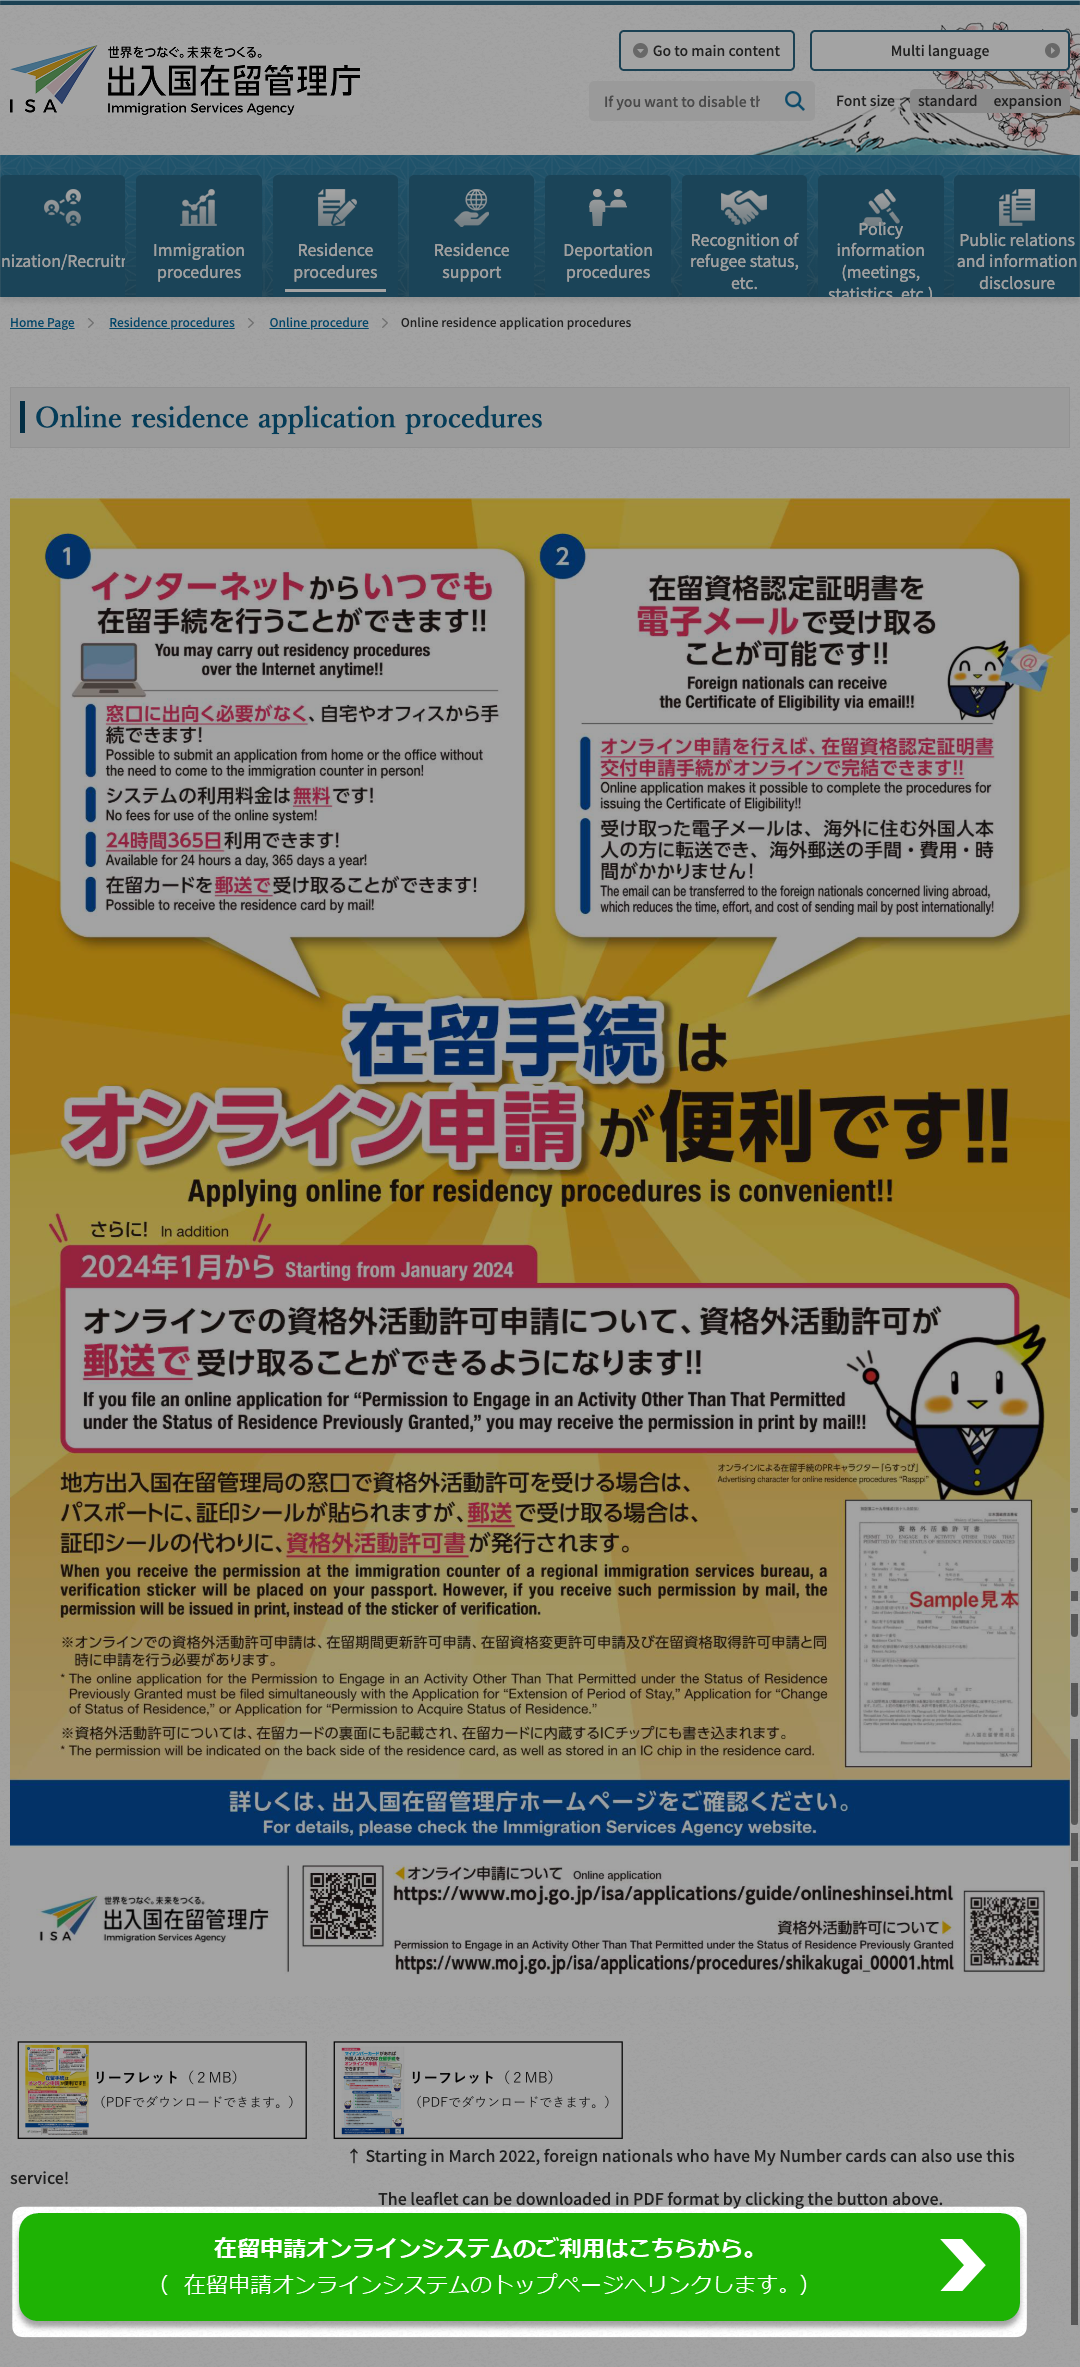 世界をつなぐ。未来をつくる。
出入国在留管理庁
Immigration Services Agency
ISA
Go to main content
Multi language
If you want to disable th
Font size
standard
expansion
nization/Recruitr
Immigration
procedures
Residence
procedures
Residence
support
Deportation
procedures
Recognition of
refugee status,
etc.
Policy
information
(meetings,
statistics, etc.)
Public relations
and information
disclosure
Home Page
Residence procedures
Online procedure
Online residence application procedures
Online residence application procedures
1
インターネットからいつでも
在留手続を行うことができます!!
You may carry out residency procedures
over the Internet anytime!!
窓口に出向く必要がなく、自宅やオフィスから手
続できます!
Possible to submit an application from home or the office without
the need to come to the immigration counter in person!
システムの利用料金は無料です!
No fees for use of the online system!
24時間365日利用できます!
Available for 24 hours a day, 365 days a year!
在留カードを郵送で受け取ることができます!
Possible to receive the residence card by mail!
2
在留資格認定証明書を
電子メールで受け取る
ことが可能です!!
Foreign nationals can receive
the Certificate of Eligibility via email!!
@
オンライン申請を行えば、在留資格認定証明書
交付申請手続がオンラインで完結できます!!
Online application makes it possible to complete the procedures for
issuing the Certificate of Eligibility!!
受け取った電子メールは、海外に住む外国人本
人の方に転送でき、海外郵送の手間・費用・時
間がかかりません!
The email can be transferred to the foreign nationals concerned living abroad,
which reduces the time, effort, and cost of sending mail by post internationally!
在留手続は
オンライン申請が便利です!!
Applying online for residency procedures is convenient!!
さらに! In addition
2024年1月から Starting from January 2024
オンラインでの資格外活動許可申請について、資格外活動許可が
郵送で受け取ることができるようになります!!
If you file an online application for “Permission to Engage in an Activity Other Than That Permitted
under the Status of Residence Previously Granted,” you may receive the permission in print by mail!!
オンラインによる在留手続のPRキャラクター「らすっぴ」
Advertising character for online residence procedures “Rasppi”
地方出入国在留管理局の窓口で資格外活動許可を受ける場合は、
パスポートに、証印シールが貼られますが、郵送で受け取る場合は、
証印シールの代わりに、資格外活動許可書が発行されます。
When you receive the permission at the immigration counter of a regional immigration services bureau, a
verification sticker will be placed on your passport. However, if you receive such permission by mail, the
permission will be issued in print, instead of the sticker of verification.
資格外活動許可書
Sample見本
※オンラインでの資格外活動許可申請は、在留期間更新許可申請、在留資格変更許可申請及び在留資格取得許可申請と同
時に申請を行う必要があります。
* The online application for the Permission to Engage in an Activity Other Than That Permitted under the Status of Residence
Previously Granted must be filed simultaneously with the Application for “Extension of Period of Stay,” Application for “Change
of Status of Residence,” or Application for “Permission to Acquire Status of Residence.”
※資格外活動許可については、在留カードの裏面にも記載され、在留カードに内蔵するICチップにも書き込まれます。
* The permission will be indicated on the back side of the residence card, as well as stored in an IC chip in the residence card.
詳しくは、出入国在留管理庁ホームページをご確認ください。
For details, please check the Immigration Services Agency website.
世界をつなぐ。未来をつくる。
出入国在留管理庁
Immigration Services Agency
ISA
オンライン申請について Online application
https://www.moj.go.jp/isa/applications/guide/onlineshinsei.html
資格外活動許可について
Permission to Engage in an Activity Other Than That Permitted under the Status of Residence Previously Granted
https://www.moj.go.jp/isa/applications/procedures/shikakugai_00001.html
リーフレット（２MB）
（PDFでダウンロードできます。）
リーフレット（２MB）
（PDFでダウンロードできます。）
↑ Starting in March 2022, foreign nationals who have My Number cards can also use this
service!
The leaflet can be downloaded in PDF format by clicking the button above.
在留申請オンラインシステムのご利用はこちらから。
（ 在留申請オンラインシステムのトップページへリンクします。）